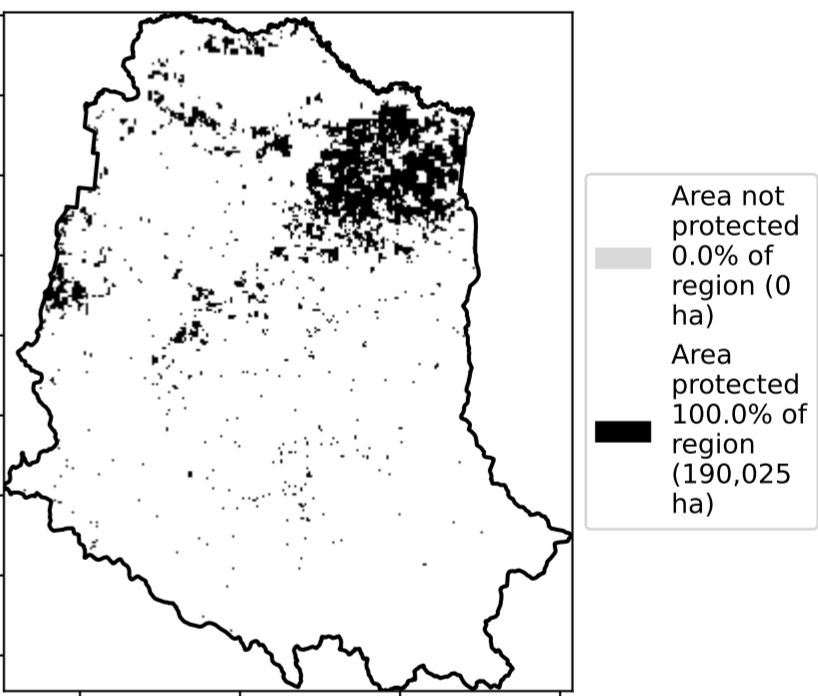 Area not
protected
0.0% of
region (0
ha)
Area
protected
100.0% of
region
(190,025
ha)